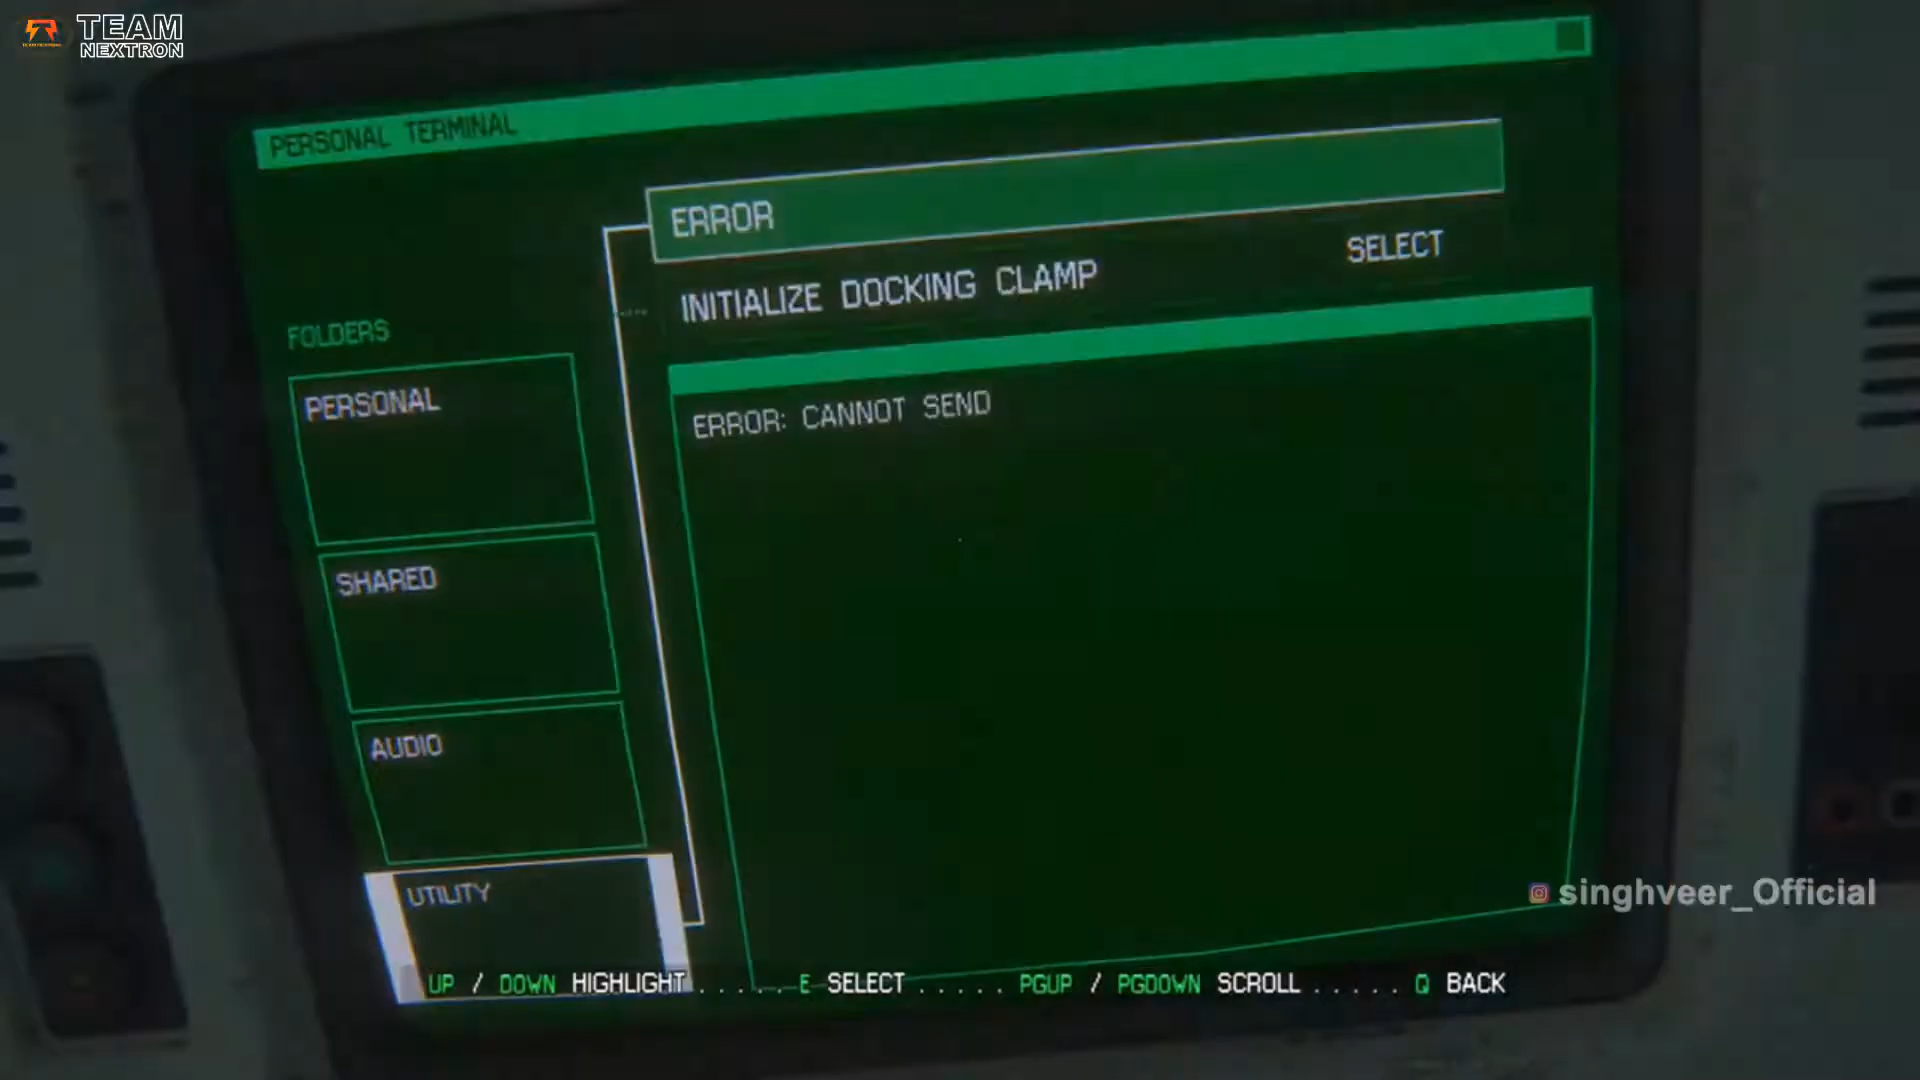 TEAM
NEXTRON
PERSONAL TERMINAL
ERROR
INITIALIZE DOCKING CLAMP
SELECT
FOLDERS
PERSONAL
SHARED
AUDIO
UTILITY
ERROR: CANNOT SEND
singhveer_Official
UP / DOWN HIGHLIGHT ..... E SELECT ..... PGUP / PGDOWN SCROLL ..... Q BACK